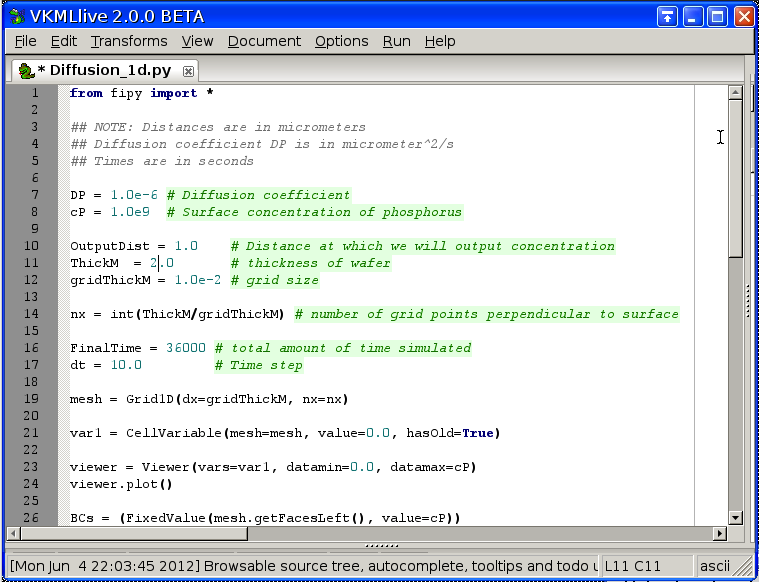 VKMLlive 2.0.0 BETA
File Edit Transforms View Document Options Run Help
* Diffusion_1d.py
1 from fipy import *
2
3 ## NOTE: Distances are in micrometers
4 ## Diffusion coefficient DP is in micrometer^2/s
5 ## Times are in seconds
6
7 DP = 1.0e-6 # Diffusion coefficient
8 cP = 1.0e9 # Surface concentration of phosphorus
9
10 OutputDist = 1.0 # Distance at which we will output concentration
11 ThickM = 2.0 # thickness of wafer
12 gridThickM = 1.0e-2 # grid size
13
14 nx = int(ThickM/gridThickM) # number of grid points perpendicular to surface
15
16 FinalTime = 36000 # total amount of time simulated
17 dt = 10.0 # Time step
18
19 mesh = Grid1D(dx=gridThickM, nx=nx)
20
21 var1 = CellVariable(mesh=mesh, value=0.0, hasOld=True)
22
23 viewer = Viewer(vars=var1, datamin=0.0, datamax=cP)
24 viewer.plot()
25
26 BCs = (FixedValue(mesh.getFacesLeft(), value=cP))
[Mon Jun 4 22:03:45 2012] Browsable source tree, autocomplete, tooltips and todo u L11 C11 ascii